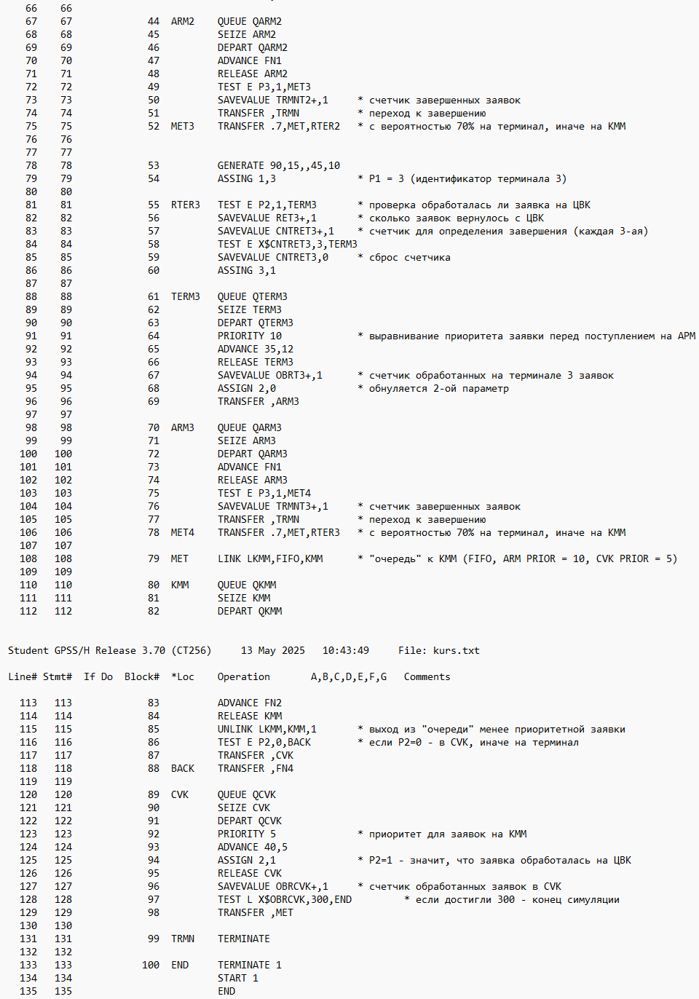 66 66
67 67 44 ARM2 QUEUE QARM2
68 68 45 SEIZE ARM2
69 69 46 DEPART QARM2
70 70 47 ADVANCE FN1
71 71 48 RELEASE ARM2
72 72 49 TEST E P3,1,MET3
73 73 50 SAVEVALUE TRMNT2+,1 * счетчик завершенных заявок
74 74 51 TRANSFER ,TRMN * переход к завершению
75 75 52 MET3 TRANSFER .7,MET,RTER2 * с вероятностью 70% на терминал, иначе на КММ
76 76
77 77
78 78 53 GENERATE 90,15,,45,10
79 79 54 ASSING 1,3 * P1 = 3 (идентификатор терминала 3)
80 80
81 81 55 RTER3 TEST E P2,1,TERM3 * проверка обработалась ли заявка на ЦВК
82 82 56 SAVEVALUE RET3+,1 * сколько заявок вернулось с ЦВК
83 83 57 SAVEVALUE CNTRET3+,1 * счетчик для определения завершения (каждая 3-ая)
84 84 58 TEST E X$CNTRET3,3,TERM3
85 85 59 SAVEVALUE CNTRET3,0 * сброс счетчика
86 86 60 ASSING 3,1
87 87
88 88 61 TERM3 QUEUE QTERM3
89 89 62 SEIZE TERM3
90 90 63 DEPART QTERM3
91 91 64 PRIORITY 10 * выравнивание приоритета заявки перед поступлением на АРМ
92 92 65 ADVANCE 35,12
93 93 66 RELEASE TERM3
94 94 67 SAVEVALUE OBRT3+,1 * счетчик обработанных на терминале 3 заявок
95 95 68 ASSIGN 2,0 * обнуляется 2-ой параметр
96 96 69 TRANSFER ,ARM3
97 97
98 98 70 ARM3 QUEUE QARM3
99 99 71 SEIZE ARM3
100 100 72 DEPART QARM3
101 101 73 ADVANCE FN1
102 102 74 RELEASE ARM3
103 103 75 TEST E P3,1,MET4
104 104 76 SAVEVALUE TRMNT3+,1 * счетчик завершенных заявок
105 105 77 TRANSFER ,TRMN * переход к завершению
106 106 78 MET4 TRANSFER .7,MET,RTER3 * с вероятностью 70% на терминал, иначе на КММ
107 107
108 108 79 MET LINK LKMM,FIFO,KMM * "очередь" к КММ (FIFO, ARM PRIOR = 10, CVK PRIOR = 5)
109 109
110 110 80 KMM QUEUE QKMM
111 111 81 SEIZE KMM
112 112 82 DEPART QKMM
Student GPSS/H Release 3.70 (CT256) 13 May 2025 10:43:49 File: kurs.txt
Line# Stmt# If Do Block# *Loc Operation A,B,C,D,E,F,G Comments
113 113 83 ADVANCE FN2
114 114 84 RELEASE KMM
115 115 85 UNLINK LKMM,KMM,1 * выход из "очереди" менее приоритетной заявки
116 116 86 TEST E P2,0,BACK * если P2=0 - в CVK, иначе на терминал
117 117 87 TRANSFER ,CVK
118 118 88 BACK TRANSFER ,FN4
119 119
120 120 89 CVK QUEUE QCVK
121 121 90 SEIZE CVK
122 122 91 DEPART QCVK
123 123 92 PRIORITY 5 * приоритет для заявок на КММ
124 124 93 ADVANCE 40,5
125 125 94 ASSIGN 2,1 * P2=1 - значит, что заявка обработалась на ЦВК
126 126 95 RELEASE CVK
127 127 96 SAVEVALUE OBRCVK+,1 * счетчик обработанных заявок в CVK
128 128 97 TEST L X$OBRCVK,300,END * если достигли 300 - конец симуляции
129 129 98 TRANSFER ,MET
130 130
131 131 99 TRMN TERMINATE
132 132
133 133 100 END TERMINATE 1
134 134 START 1
135 135 END